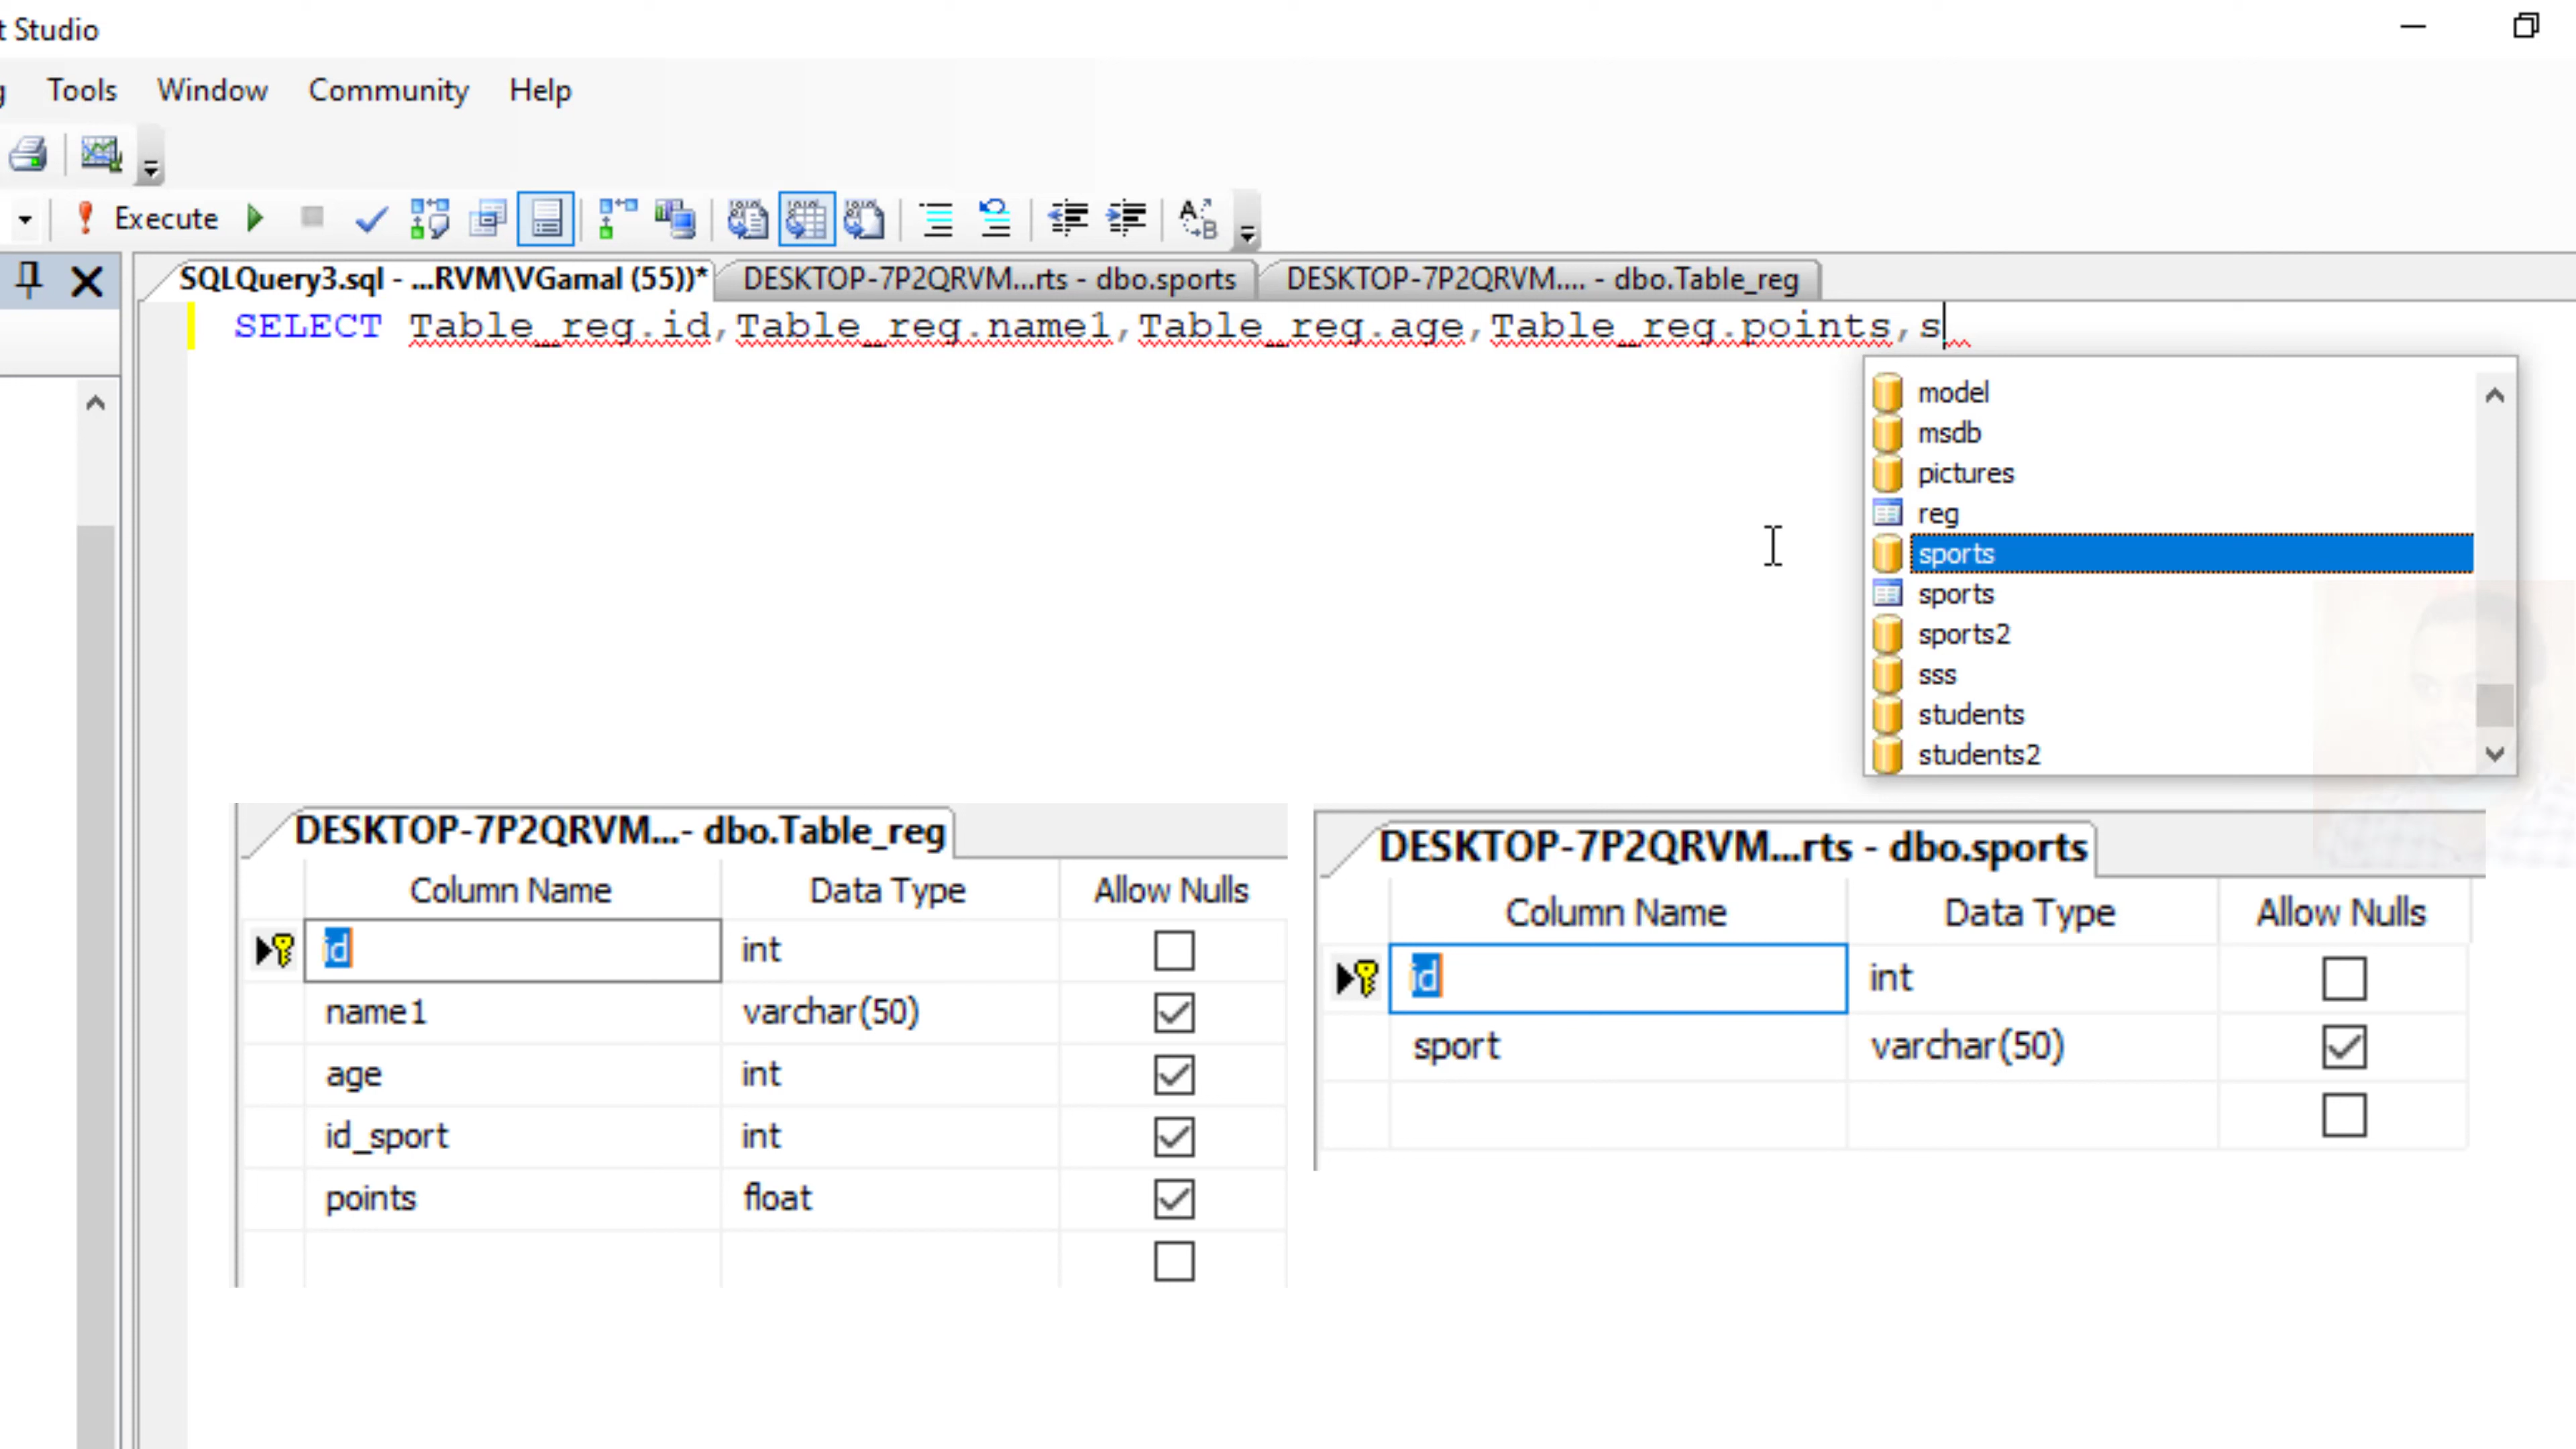 t Studio
g Tools Window Community Help
Execute
SQLQuery3.sql - ...RVM\VGamal (55))* DESKTOP-7P2QRVM...rts - dbo.sports DESKTOP-7P2QRVM.... - dbo.Table_reg
SELECT Table_reg.id,Table_reg.name1,Table_reg.age,Table_reg.points,s
model
msdb
pictures
reg
sports
sports
sports2
sss
students
students2
DESKTOP-7P2QRVM...- dbo.Table_reg
Column Name Data Type Allow Nulls
id int
name1 varchar(50)
age int
id_sport int
points float
DESKTOP-7P2QRVM...rts - dbo.sports
Column Name Data Type Allow Nulls
id int
sport varchar(50)